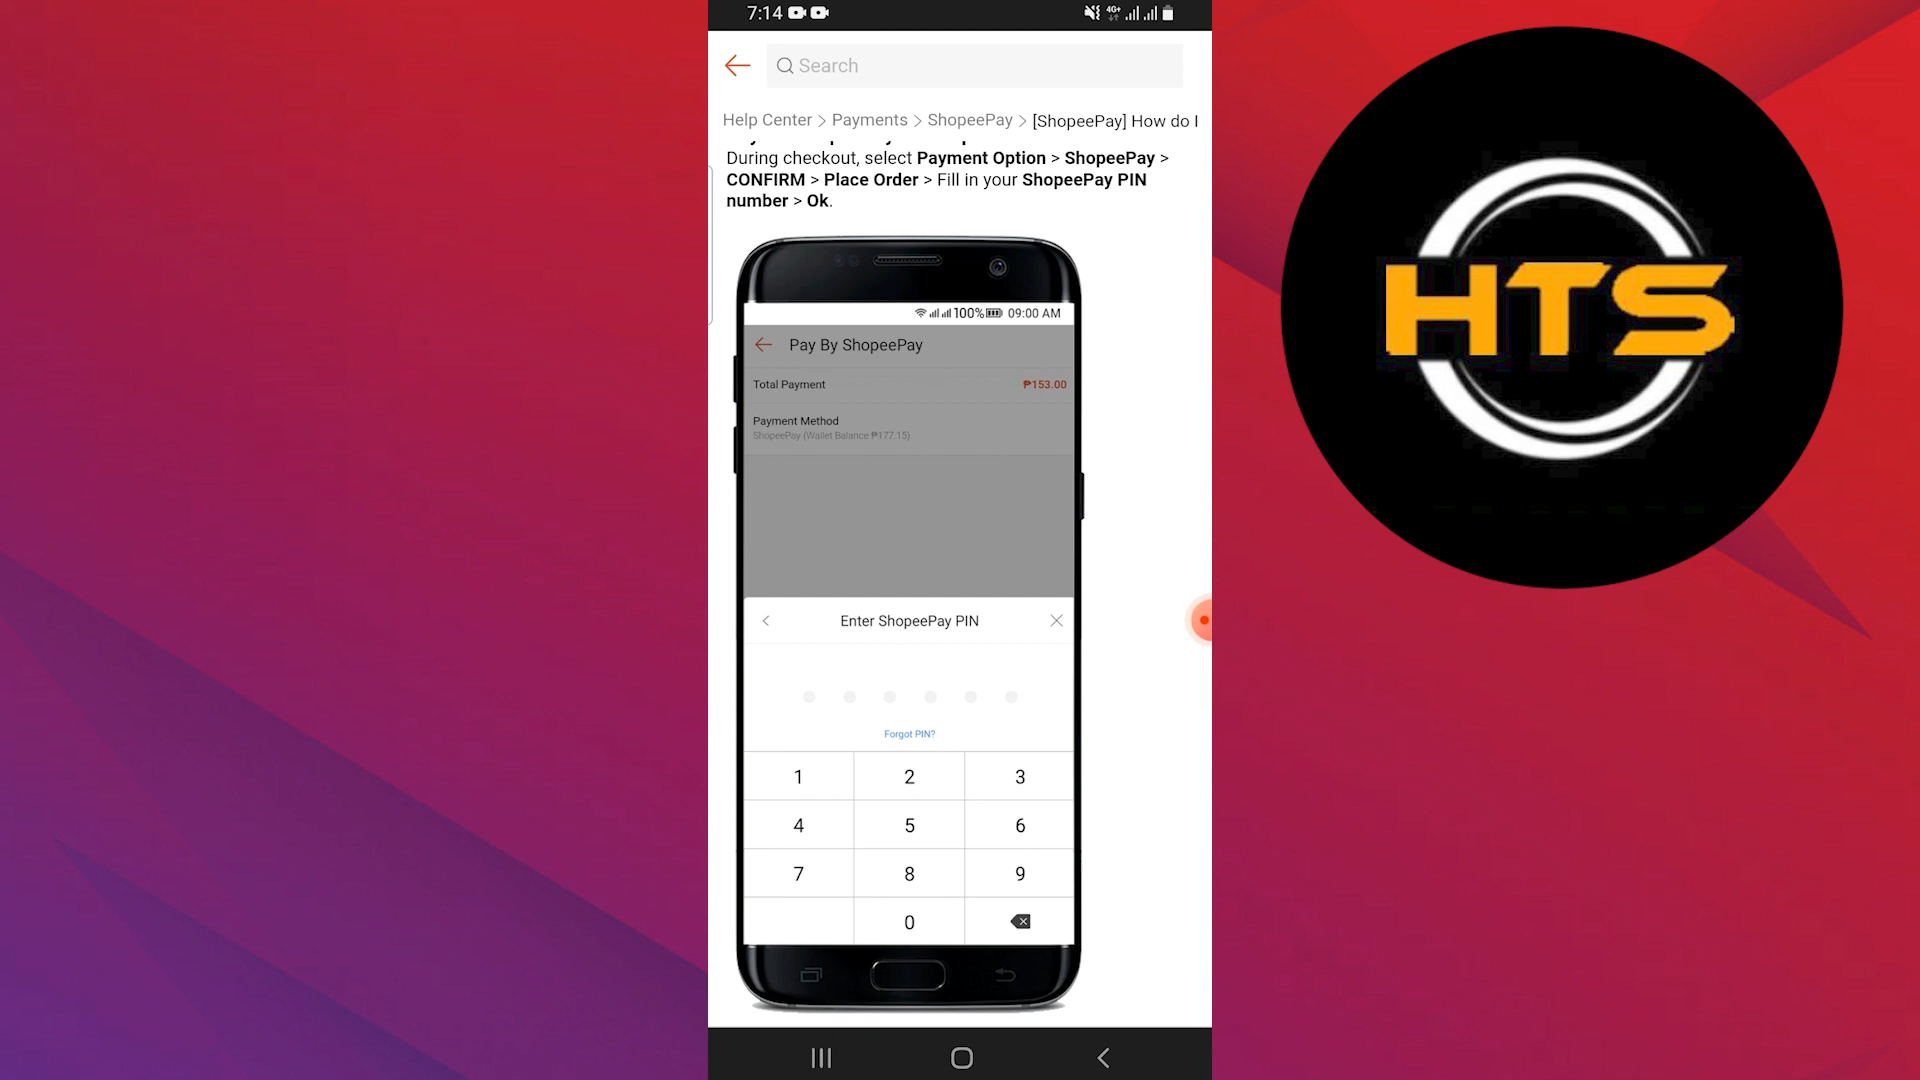 7:14
4G+
Search
Help Center > Payments > ShopeePay > [ShopeePay] How do I
During checkout, select Payment Option > ShopeePay >
CONFIRM > Place Order > Fill in your ShopeePay PIN
number > Ok.
100% 09:00 AM
Pay By ShopeePay
Total Payment ₱153.00
Payment Method
ShopeePay (Wallet Balance ₱177.15)
Enter ShopeePay PIN
Forgot PIN?
1 2 3
4 5 6
7 8 9
0
HTS